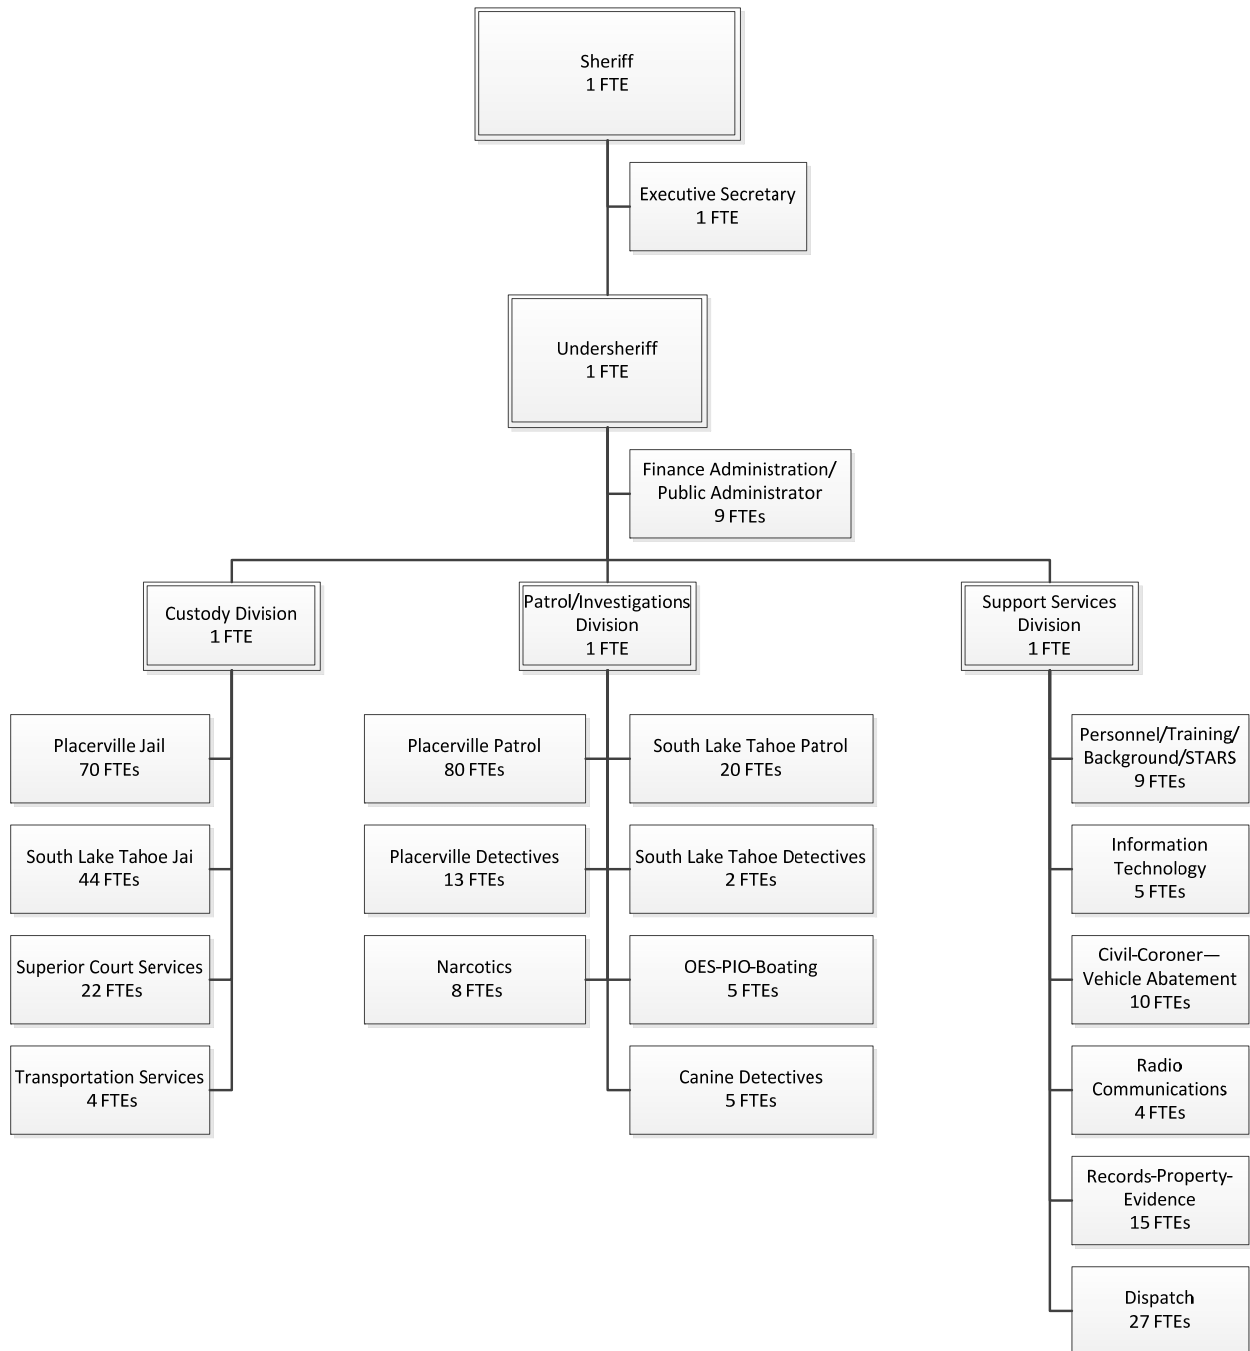 Sheriff
1 FTE
Executive Secretary
1 FTE
Undersheriff
1 FTE
Finance Administration/
Public Administrator
9 FTEs
Custody Division
1 FTE
Patrol/Investigations
Division
1 FTE
Support Services
Division
1 FTE
Placerville Jail
70 FTEs
South Lake Tahoe Jai
44 FTEs
Superior Court Services
22 FTEs
Transportation Services
4 FTEs
Placerville Patrol
80 FTEs
South Lake Tahoe Patrol
20 FTEs
Placerville Detectives
13 FTEs
South Lake Tahoe Detectives
2 FTEs
Narcotics
8 FTEs
OES-PIO-Boating
5 FTEs
Canine Detectives
5 FTEs
Personnel/Training/
Background/STARS
9 FTEs
Information
Technology
5 FTEs
Civil-Coroner—
Vehicle Abatement
10 FTEs
Radio
Communications
4 FTEs
Records-Property-
Evidence
15 FTEs
Dispatch
27 FTEs